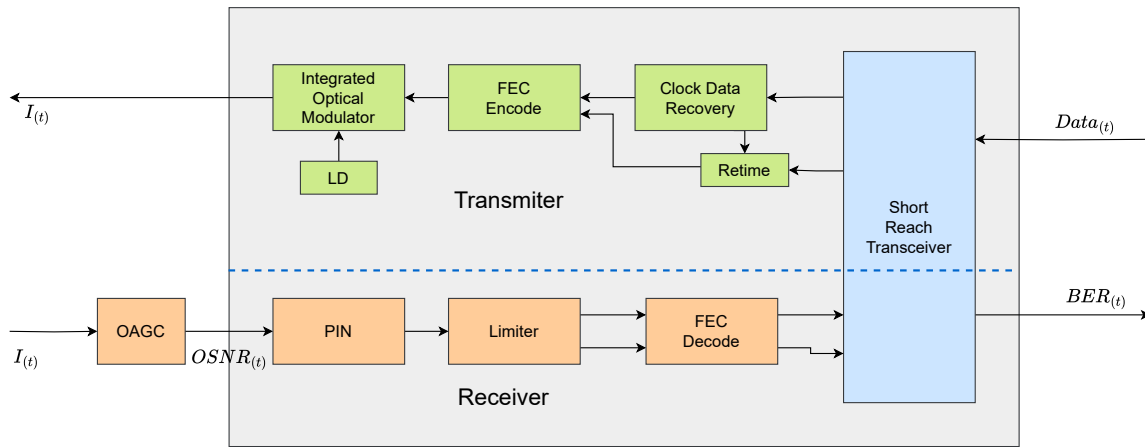 Integrated
Optical
Modulator
FEC
Encode
Clock Data
Recovery
I(t)
Data(t)
LD
Retime
Transmiter
Short
Reach
Transceiver
BER(t)
OAGC
PIN
Limiter
FEC
Decode
I(t)
OSNR(t)
Receiver